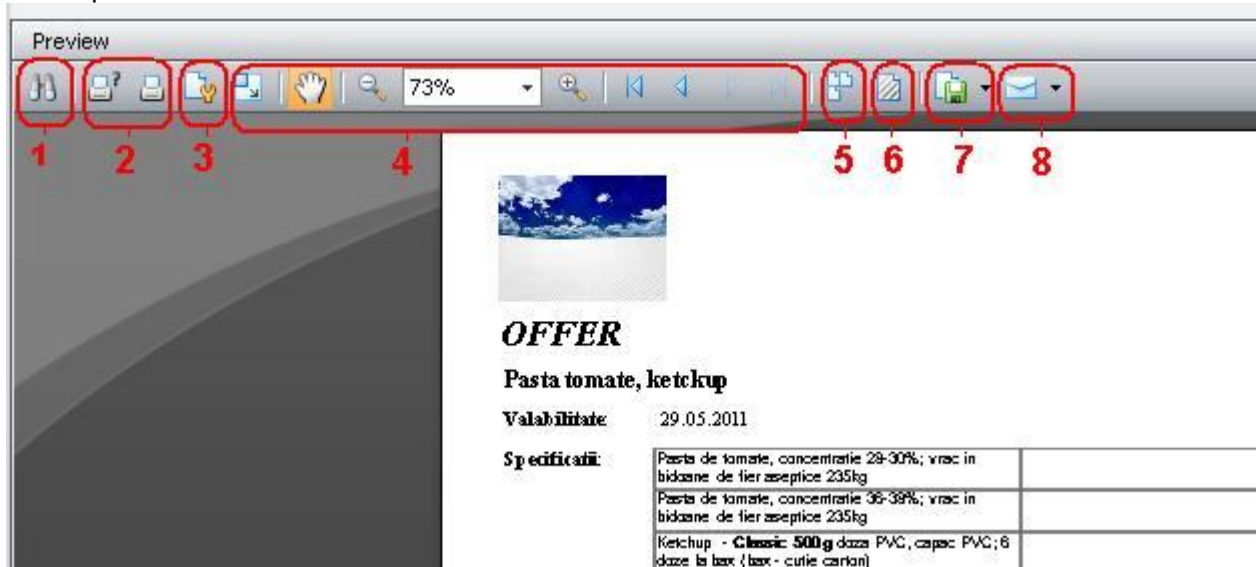 Preview
73%
1 2 3 4 5 6 7 8
OFFER
Pasta tomate, ketchup
Valabilitate: 29.05.2011
Specificatii:
Pasta de tomate, concentratie 29-30%; vrac in
bidoane de fier aseptice 235kg
Pasta de tomate, concentratie 36-39%; vrac in
bidoane de fier aseptice 235kg
Ketchup - Classic 500g doza PVC, capac PVC; 6
doze la bax (bax - cutie carton)